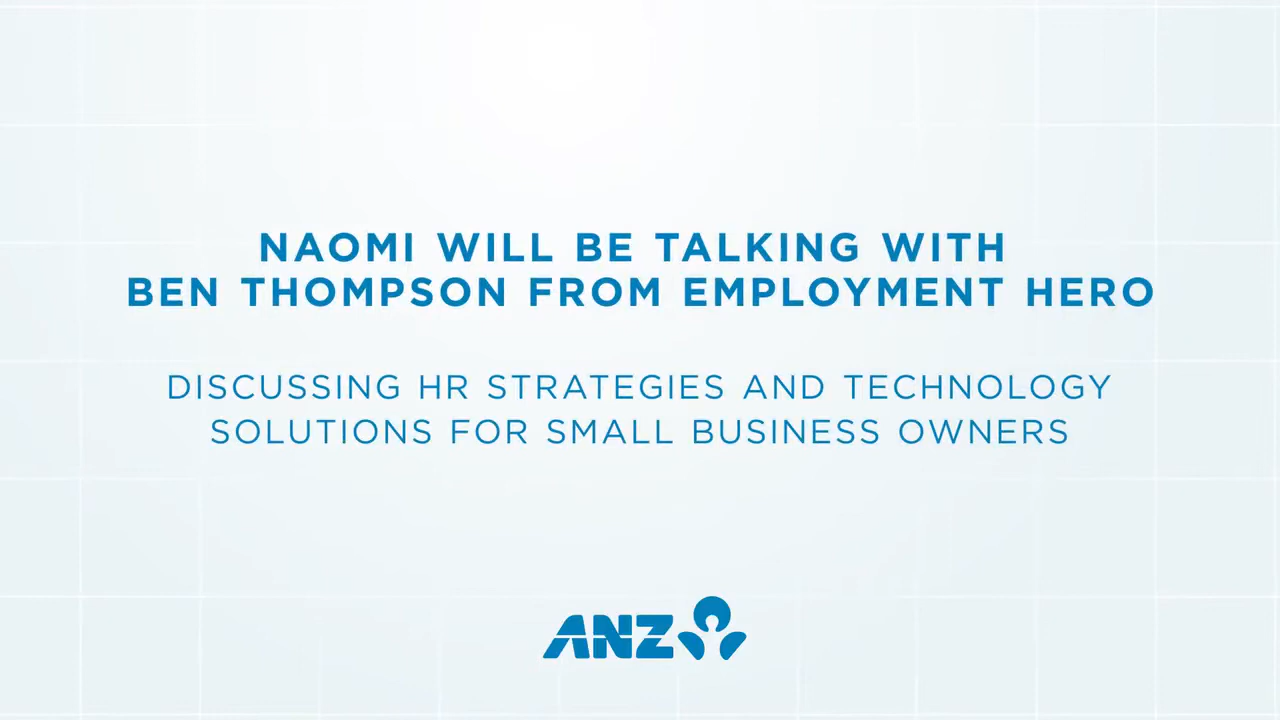 NAOMI WILL BE TALKING WITH
BEN THOMPSON FROM EMPLOYMENT HERO
DISCUSSING HR STRATEGIES AND TECHNOLOGY
SOLUTIONS FOR SMALL BUSINESS OWNERS
ANZ